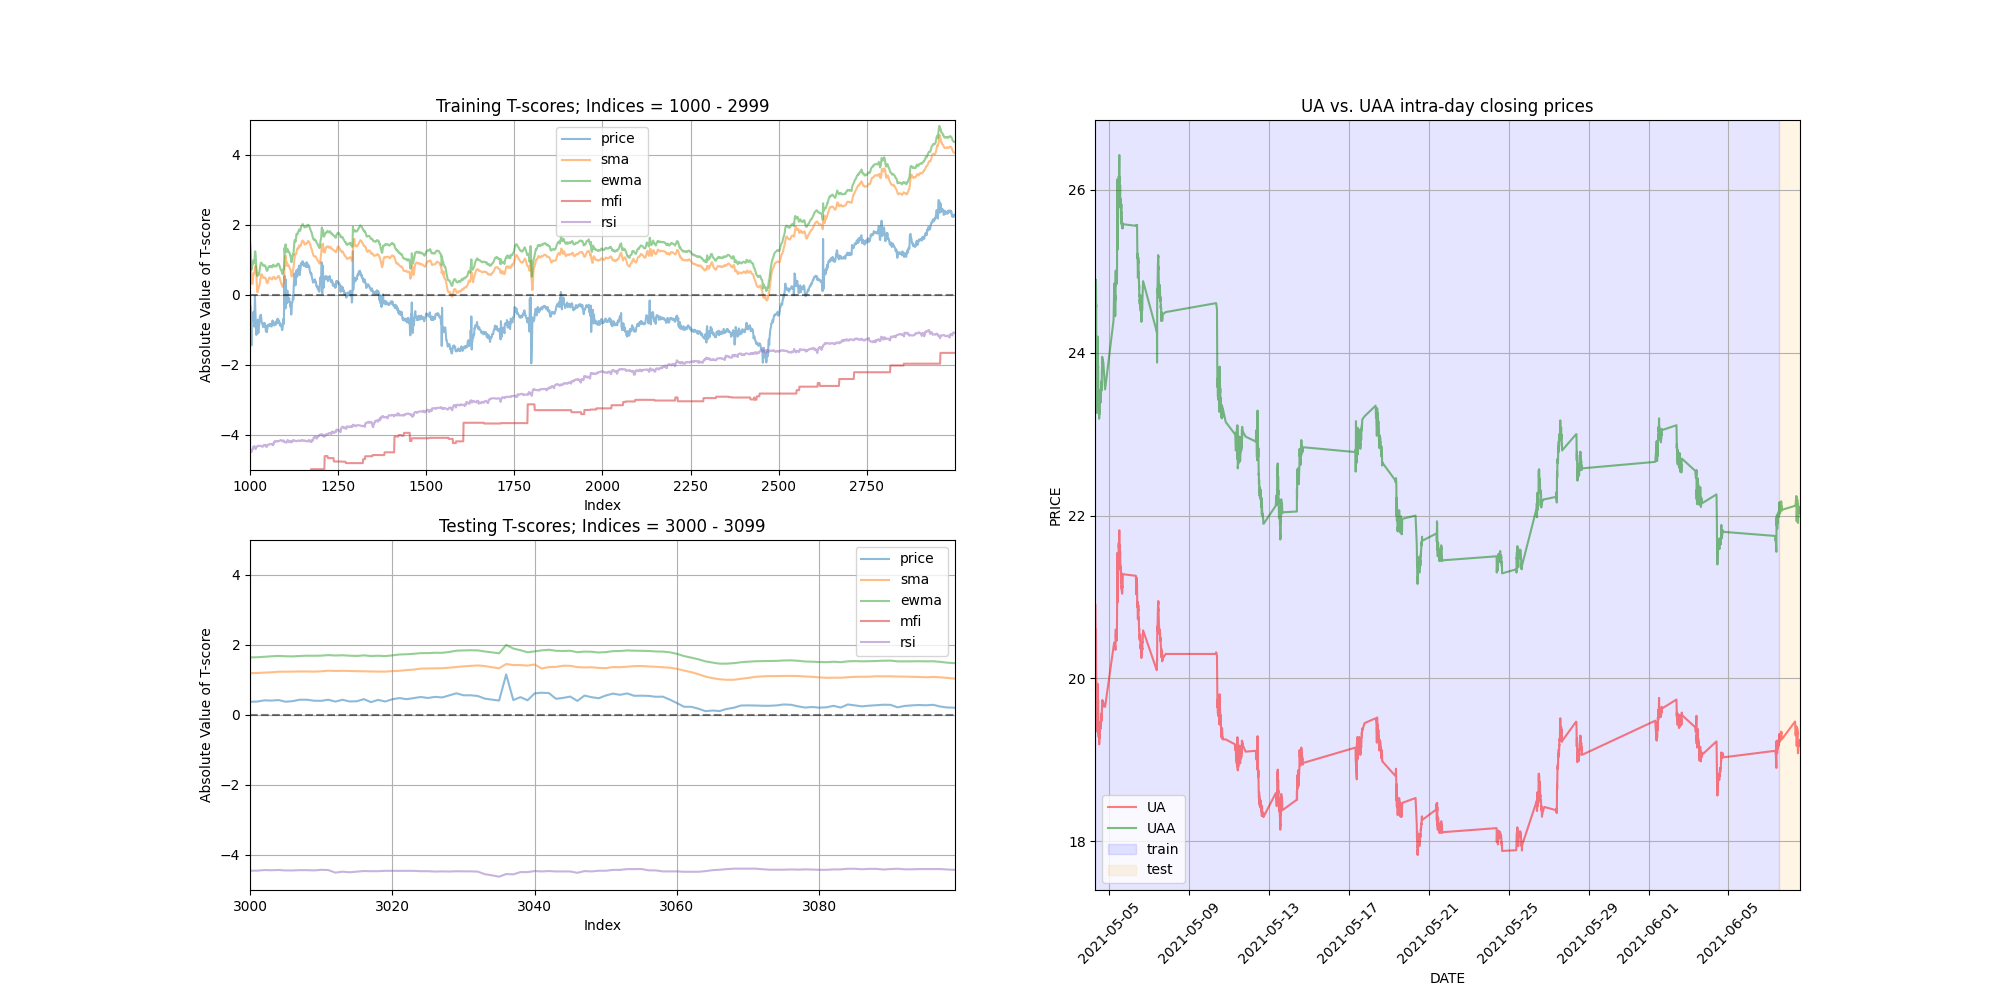 Training T-scores; Indices = 1000 - 2999
Absolute Value of T-score
4
2
0
−2
−4
price
sma
ewma
mfi
rsi
1000 1250 1500 1750 2000 2250 2500 2750
Index
Testing T-scores; Indices = 3000 - 3099
Absolute Value of T-score
4
2
0
−2
−4
price
sma
ewma
mfi
rsi
3000 3020 3040 3060 3080
Index
UA vs. UAA intra-day closing prices
PRICE
26
24
22
20
18
UA
UAA
train
test
2021-05-05 2021-05-09 2021-05-13 2021-05-17 2021-05-21 2021-05-25 2021-05-29 2021-06-01 2021-06-05
DATE